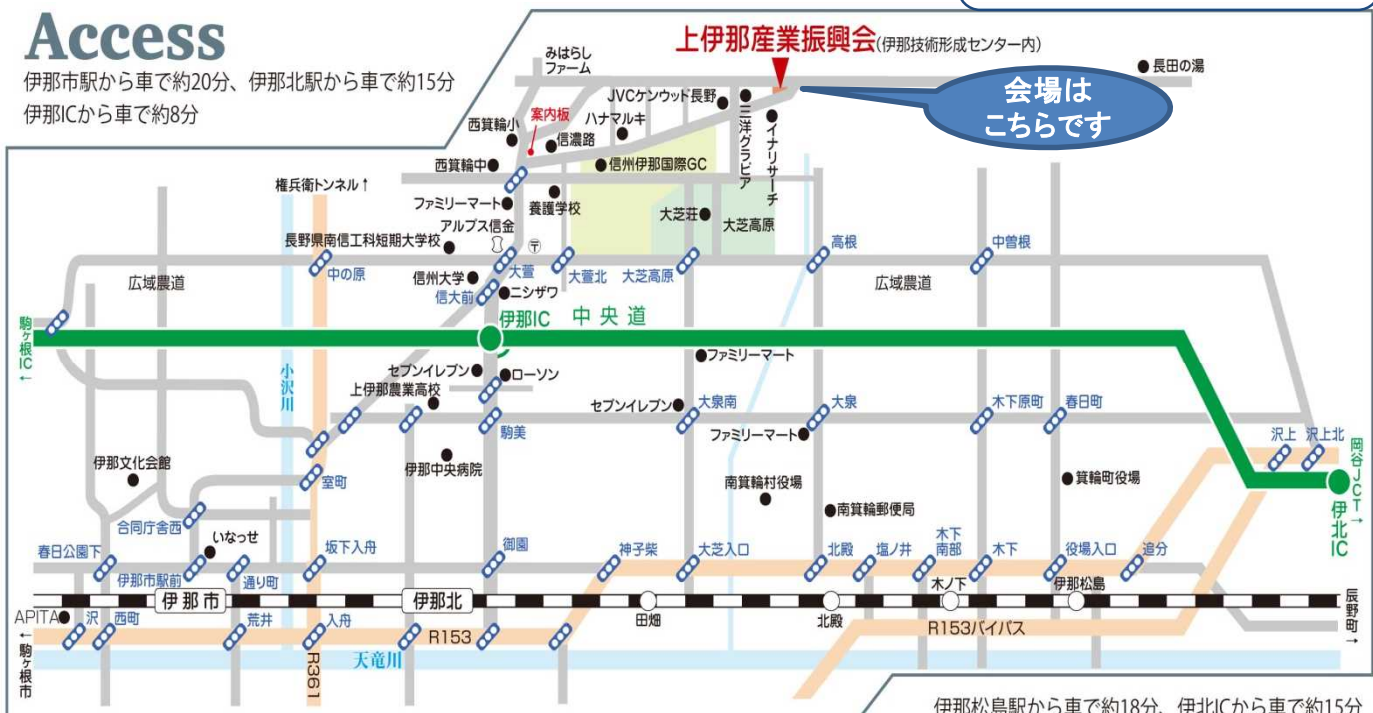 Access
伊那市駅から車で約20分、伊那北駅から車で約15分
伊那ICから車で約8分
上伊那産業振興会(伊那技術形成センター内)
会場は
こちらです
みはらし
ファーム
長田の湯
JVCケンウッド長野
案内板
ハナマルキ
西箕輪小
信濃路
三洋グラビア
イナリサーチ
西箕輪中
信州伊那国際GC
権兵衛トンネル↑
ファミリーマート
養護学校
大芝荘
大芝高原
アルプス信金
長野県南信工科短期大学校
〒
高根
中曽根
中の原
大萱
大萱北
大芝高原
広域農道
信州大学
信大前
ニシザワ
広域農道
伊那IC
中央道
駒ヶ根IC←
ファミリーマート
小沢川
セブンイレブン
ローソン
上伊那農業高校
セブンイレブン
大泉南
大泉
木下原町
春日町
駒美
ファミリーマート
沢上
沢上北
岡谷JCT→
伊那文化会館
伊那中央病院
室町
南箕輪村役場
箕輪町役場
伊北IC
合同庁舎西
南箕輪郵便局
いなっせ
春日公園下
坂下入舟
御園
神子柴
大芝入口
北殿
塩ノ井
木下
南部
木下
役場入口
追分
伊那市駅前
通り町
伊那市
伊那北
木ノ下
伊那松島
APITA
沢
西町
荒井
入舟
R153
田畑
北殿
R153バイパス
辰野町→
←駒ヶ根市
R361
天竜川
伊那松島駅から車で約18分、伊北ICから車で約15分